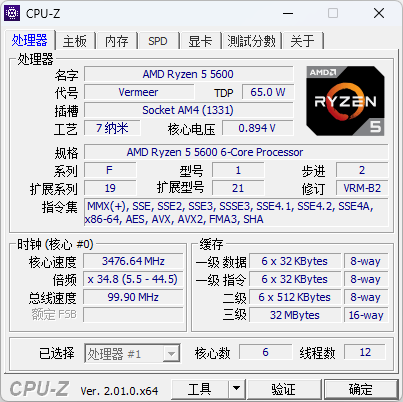 CPU-Z
处理器 主板 内存 SPD 显卡 測試分數 关于
处理器
名字 AMD Ryzen 5 5600
代号 Vermeer TDP 65.0 W
插槽 Socket AM4 (1331)
工艺 7 纳米 核心电压 0.894 V
AMD
RYZEN
5
规格 AMD Ryzen 5 5600 6-Core Processor
系列 F 型号 1 步进 2
扩展系列 19 扩展型号 21 修订 VRM-B2
指令集 MMX(+), SSE, SSE2, SSE3, SSSE3, SSE4.1, SSE4.2, SSE4A,
x86-64, AES, AVX, AVX2, FMA3, SHA
时钟 (核心 #0)
核心速度 3476.64 MHz
倍频 x 34.8 (5.5 - 44.5)
总线速度 99.90 MHz
额定 FSB
缓存
一级 数据 6 x 32 KBytes 8-way
一级 指令 6 x 32 KBytes 8-way
二级 6 x 512 KBytes 8-way
三级 32 MBytes 16-way
已选择 处理器 #1 核心数 6 线程数 12
CPU-Z Ver. 2.01.0.x64 工具 验证 确定